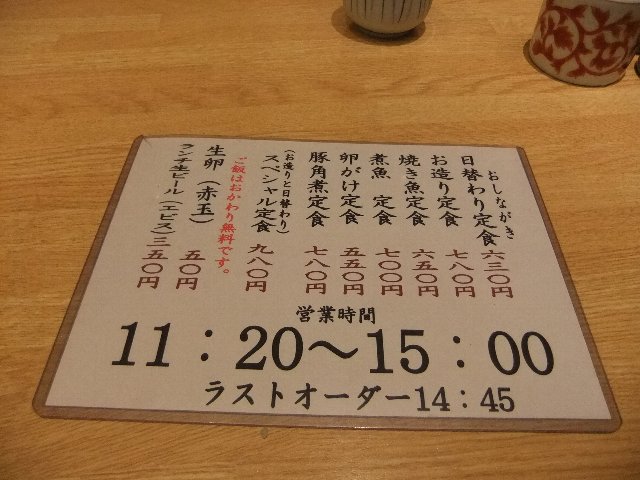 おしながき
日替わり定食 六三〇円
お造り定食 七八〇円
焼き魚定食 六五〇円
煮魚 定食 七〇〇円
卵がけ定食 五五〇円
豚角煮定食 七八〇円
(お造りと日替わり)
スペシャル定食 九八〇円
ご飯はおかわり無料です。
生卵(赤玉) 五〇円
ランチ生ビール(エビス)三五〇円
営業時間
11:20~15:00
ラストオーダー14:45